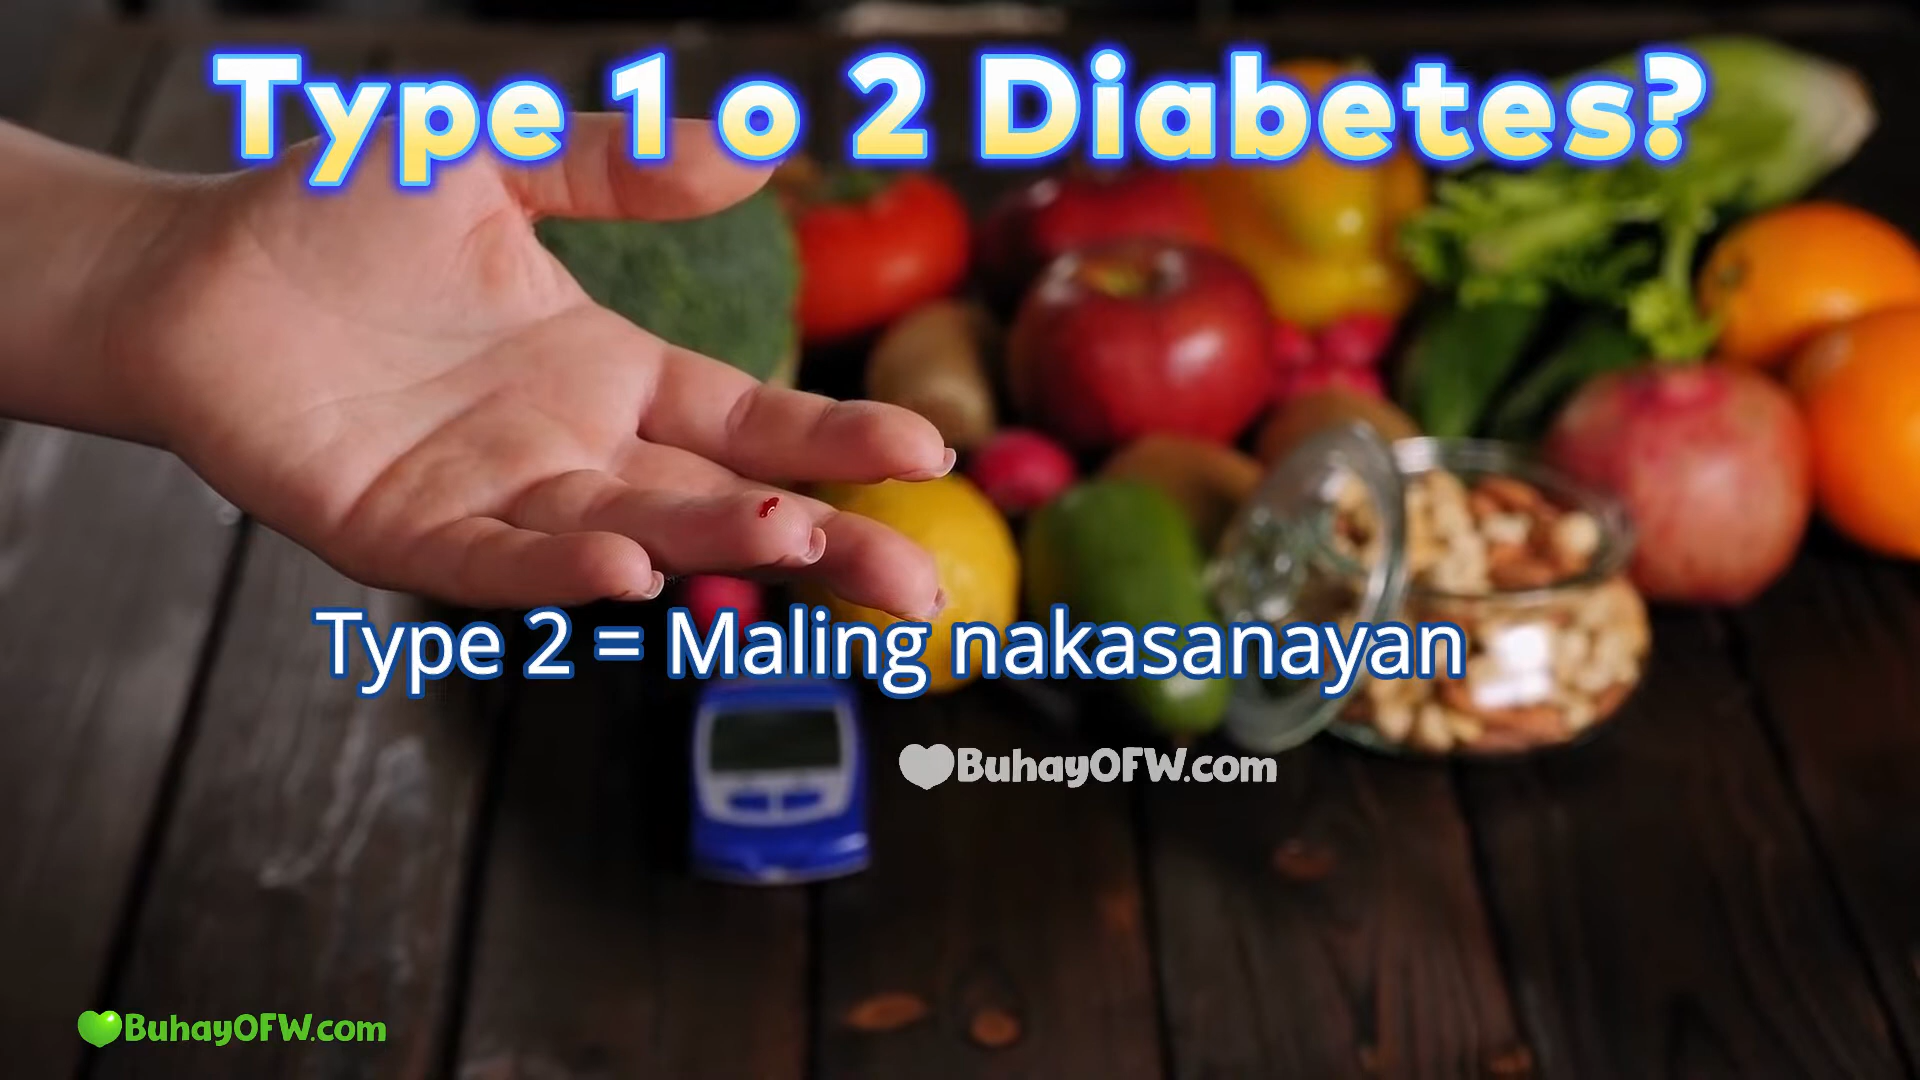 Type 1 o 2 Diabetes?
Type 2 = Maling nakasanayan
BuhayOFW.com
BuhayOFW.com